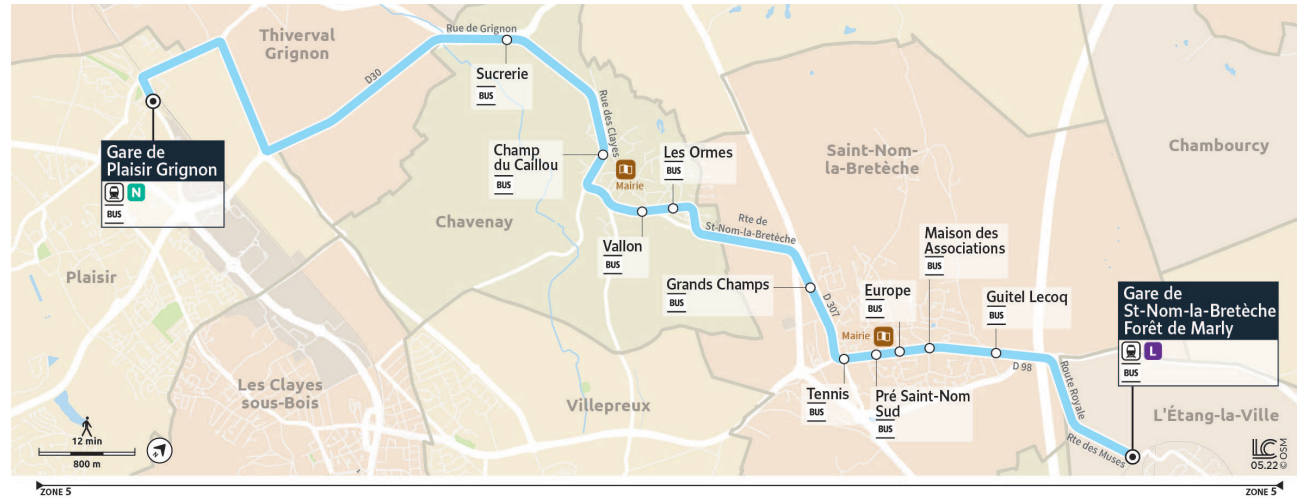 Thiverval
Grignon
Rue de Grignon
D30
Sucrerie
BUS
Rue des Clayes
Gare de
Plaisir Grignon
N
BUS
Champ
du Caillou
BUS
Mairie
Les Ormes
BUS
Saint-Nom-
la-Bretèche
Chambourcy
Chavenay
Vallon
BUS
Rte de
St-Nom-la-Bretèche
Maison des
Associations
BUS
Plaisir
Grands Champs
BUS
D 307
Europe
BUS
Guitel Lecoq
BUS
Gare de
St-Nom-la-Bretèche
Forêt de Marly
L
BUS
Mairie
D 98
Route Royale
Les Clayes
sous-Bois
Villepreux
Tennis
BUS
Pré Saint-Nom
Sud
BUS
L'Étang-la-Ville
Rte des Muses
12 min
800 m
N
LC
05.22 © OSM
ZONE 5
ZONE 5